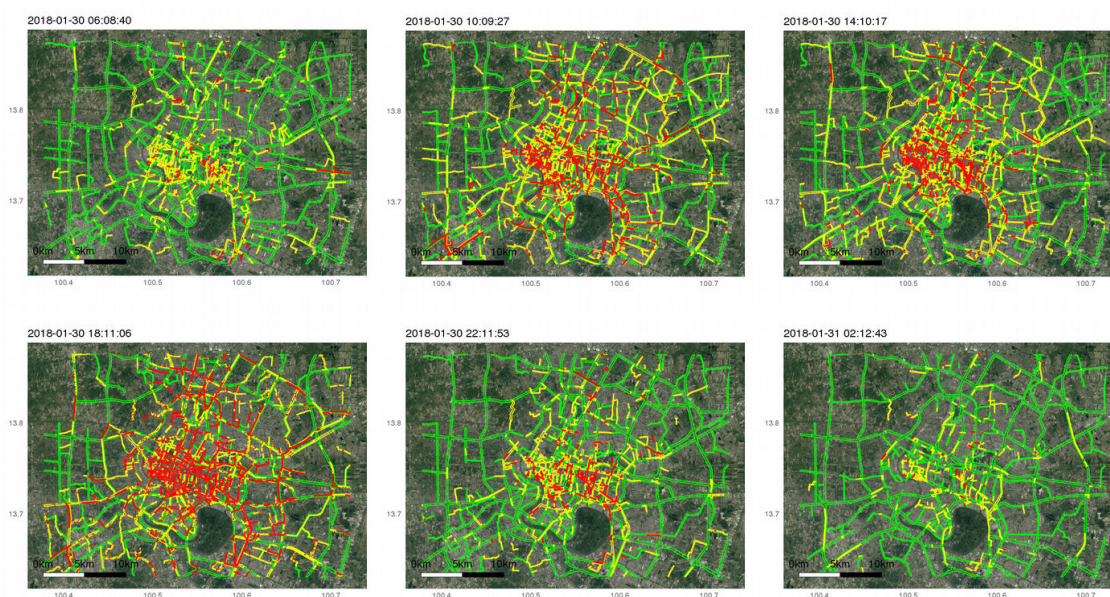 2018-01-30 06:08:40
2018-01-30 10:09:27
2018-01-30 14:10:17
13.8
13.7
0km 5km 10km
13.8
13.7
0km 5km 10km
13.8
13.7
0km 5km 10km
100.4 100.5 100.6 100.7
100.4 100.5 100.6 100.7
100.4 100.5 100.6 100.7
2018-01-30 18:11:06
2018-01-30 22:11:53
2018-01-31 02:12:43
13.8
13.7
0km 5km 10km
13.8
13.7
0km 5km 10km
13.8
13.7
0km 5km 10km
100.4 100.5 100.6 100.7
100.4 100.5 100.6 100.7
100.4 100.5 100.6 100.7